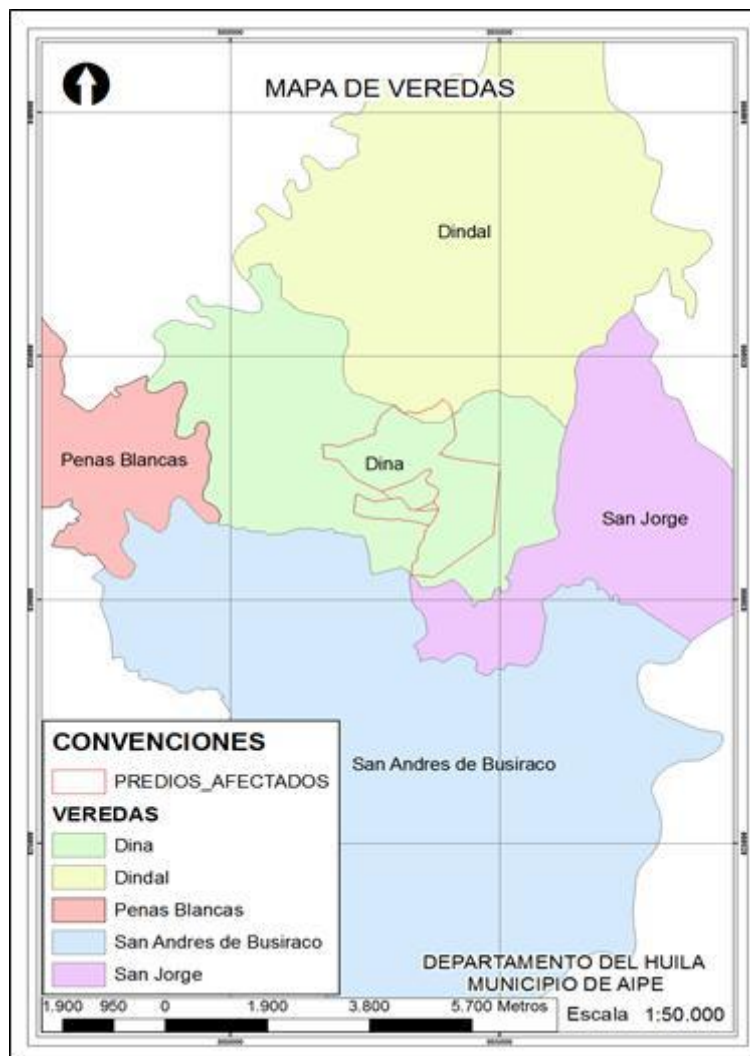 MAPA DE VEREDAS
Dindal
Penas Blancas
Dina
San Jorge
San Andres de Busiraco
CONVENCIONES
PREDIOS_AFECTADOS
VEREDAS
Dina
Dindal
Penas Blancas
San Andres de Busiraco
San Jorge
DEPARTAMENTO DEL HUILA
MUNICIPIO DE AIPE
1.900 950 0 1.900 3.800 5.700 Metros
Escala 1:50.000